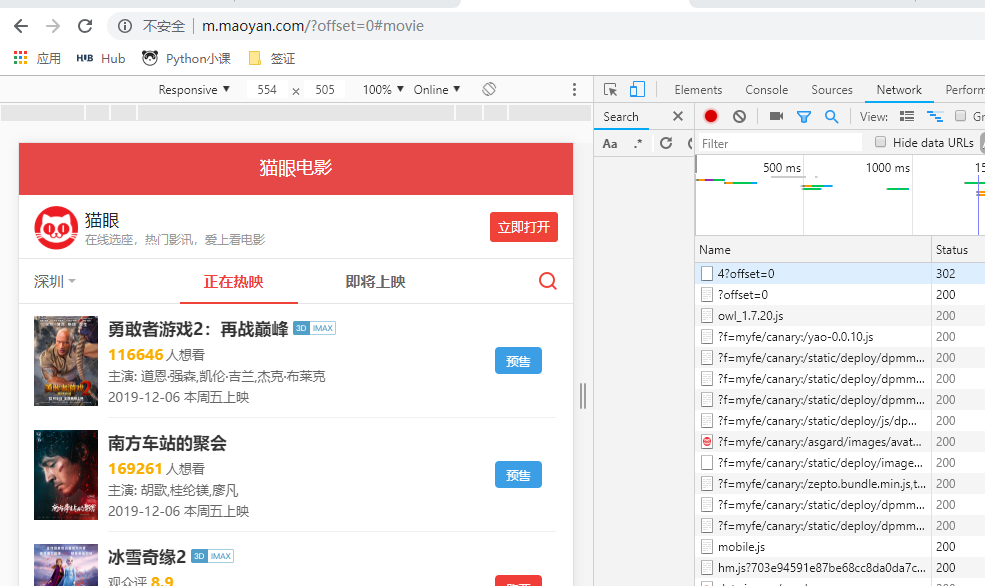 不安全 m.maoyan.com/?offset=0#movie
应用 HUB Hub Python小课 签证
Responsive ▼ 554 × 505 100% ▼ Online ▼
Elements Console Sources Network Perform
Search × View: Gr
Aa .* Filter Hide data URLs
500 ms 1000 ms 15
猫眼电影
猫眼
在线选座，热门影讯，爱上看电影
立即打开
深圳 正在热映 即将上映
勇敢者游戏2：再战巅峰 3D IMAX
116646 人想看
预售
主演: 道恩·强森,凯伦·吉兰,杰克·布莱克
2019-12-06 本周五上映
南方车站的聚会
169261 人想看
预售
主演: 胡歌,桂纶镁,廖凡
2019-12-06 本周五上映
冰雪奇缘2 3D IMAX
观众评 8.9
Name Status
4?offset=0 302
?offset=0 200
owl_1.7.20.js 200
?f=myfe/canary:/yao-0.0.10.js 200
?f=myfe/canary:/static/deploy/dpmm... 200
?f=myfe/canary:/static/deploy/dpmm... 200
?f=myfe/canary:/static/deploy/dpmm... 200
?f=myfe/canary:/static/deploy/js/dp... 200
?f=myfe/canary:/asgard/images/avat... 200
?f=myfe/canary:/static/deploy/image... 200
?f=myfe/canary:/zepto.bundle.min.js,t... 200
?f=myfe/canary:/static/deploy/dpmm... 200
?f=myfe/canary:/static/deploy/dpmm... 200
mobile.js 200
hm.js?703e94591e87be68cc8da0da7c... 200